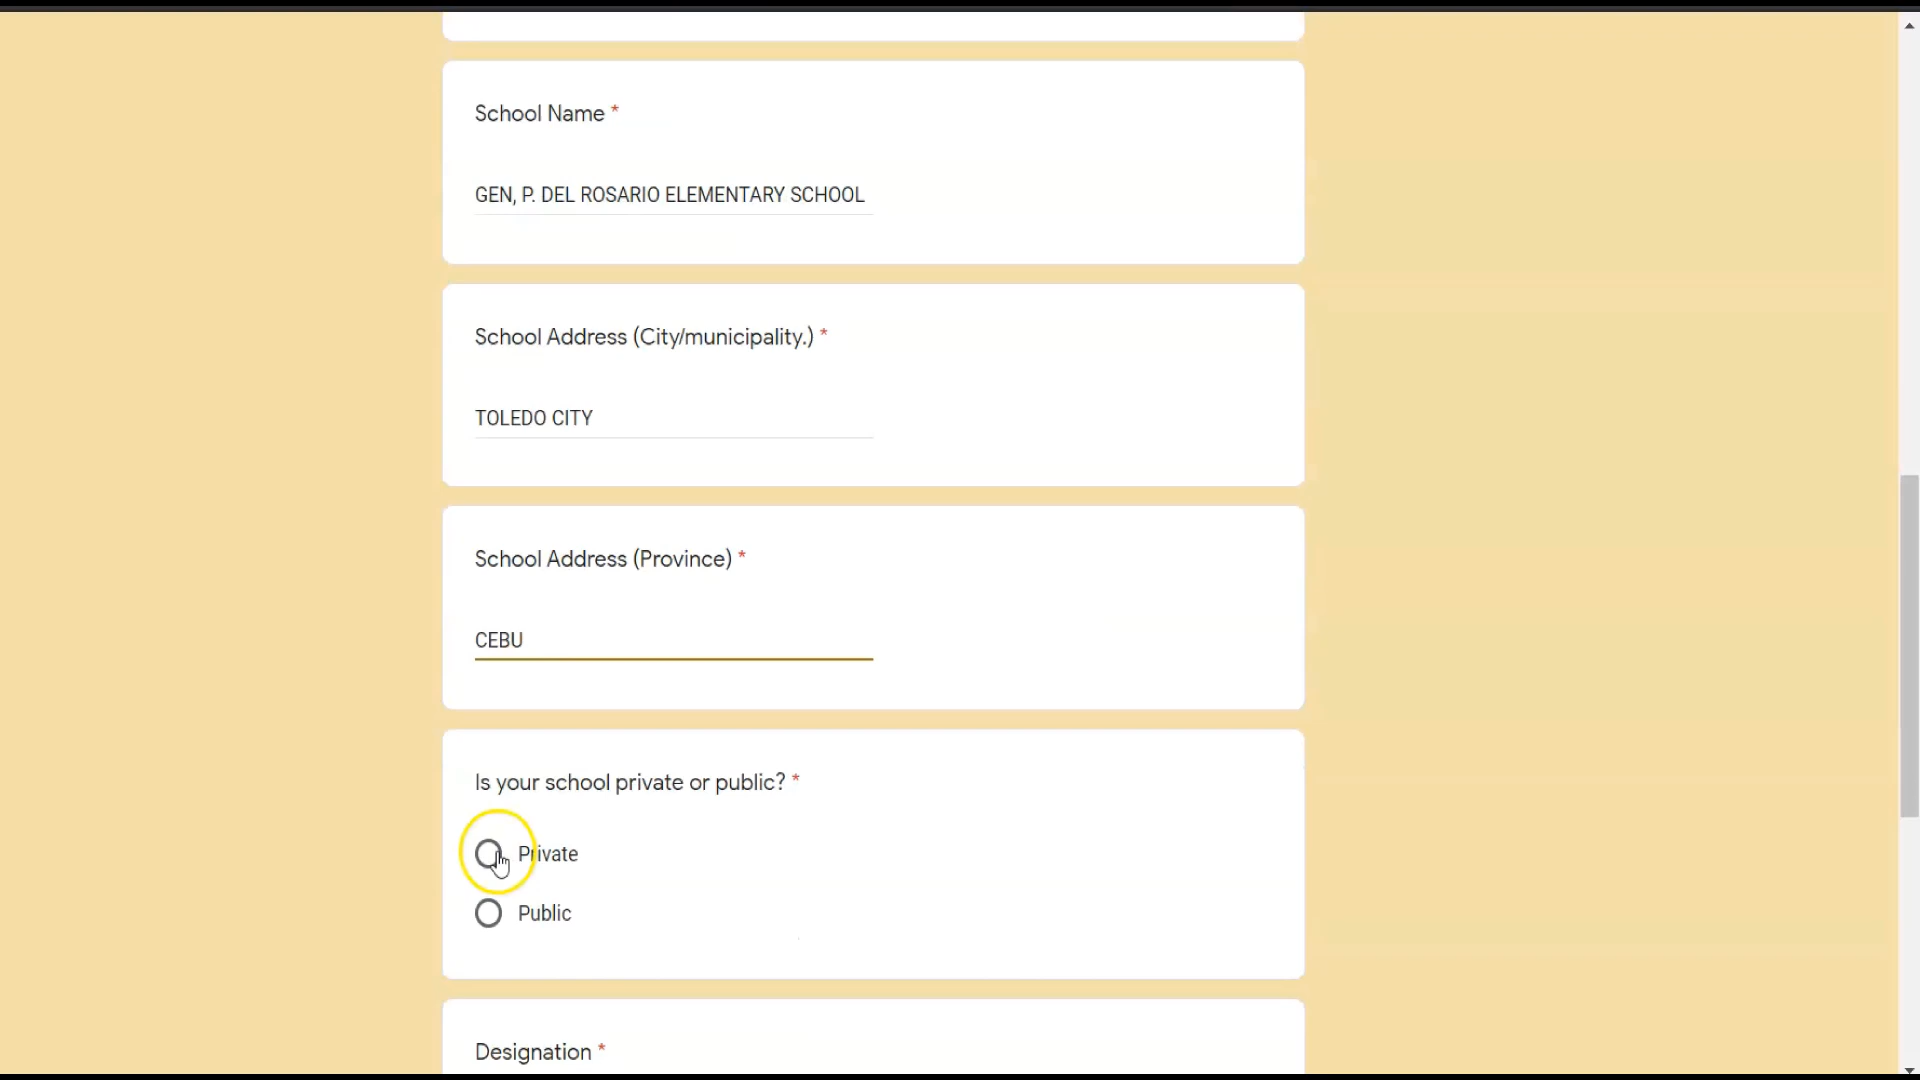 School Name *
GEN, P. DEL ROSARIO ELEMENTARY SCHOOL
School Address (City/municipality.) *
TOLEDO CITY
School Address (Province) *
CEBU
Is your school private or public? *
Private
Public
Designation *